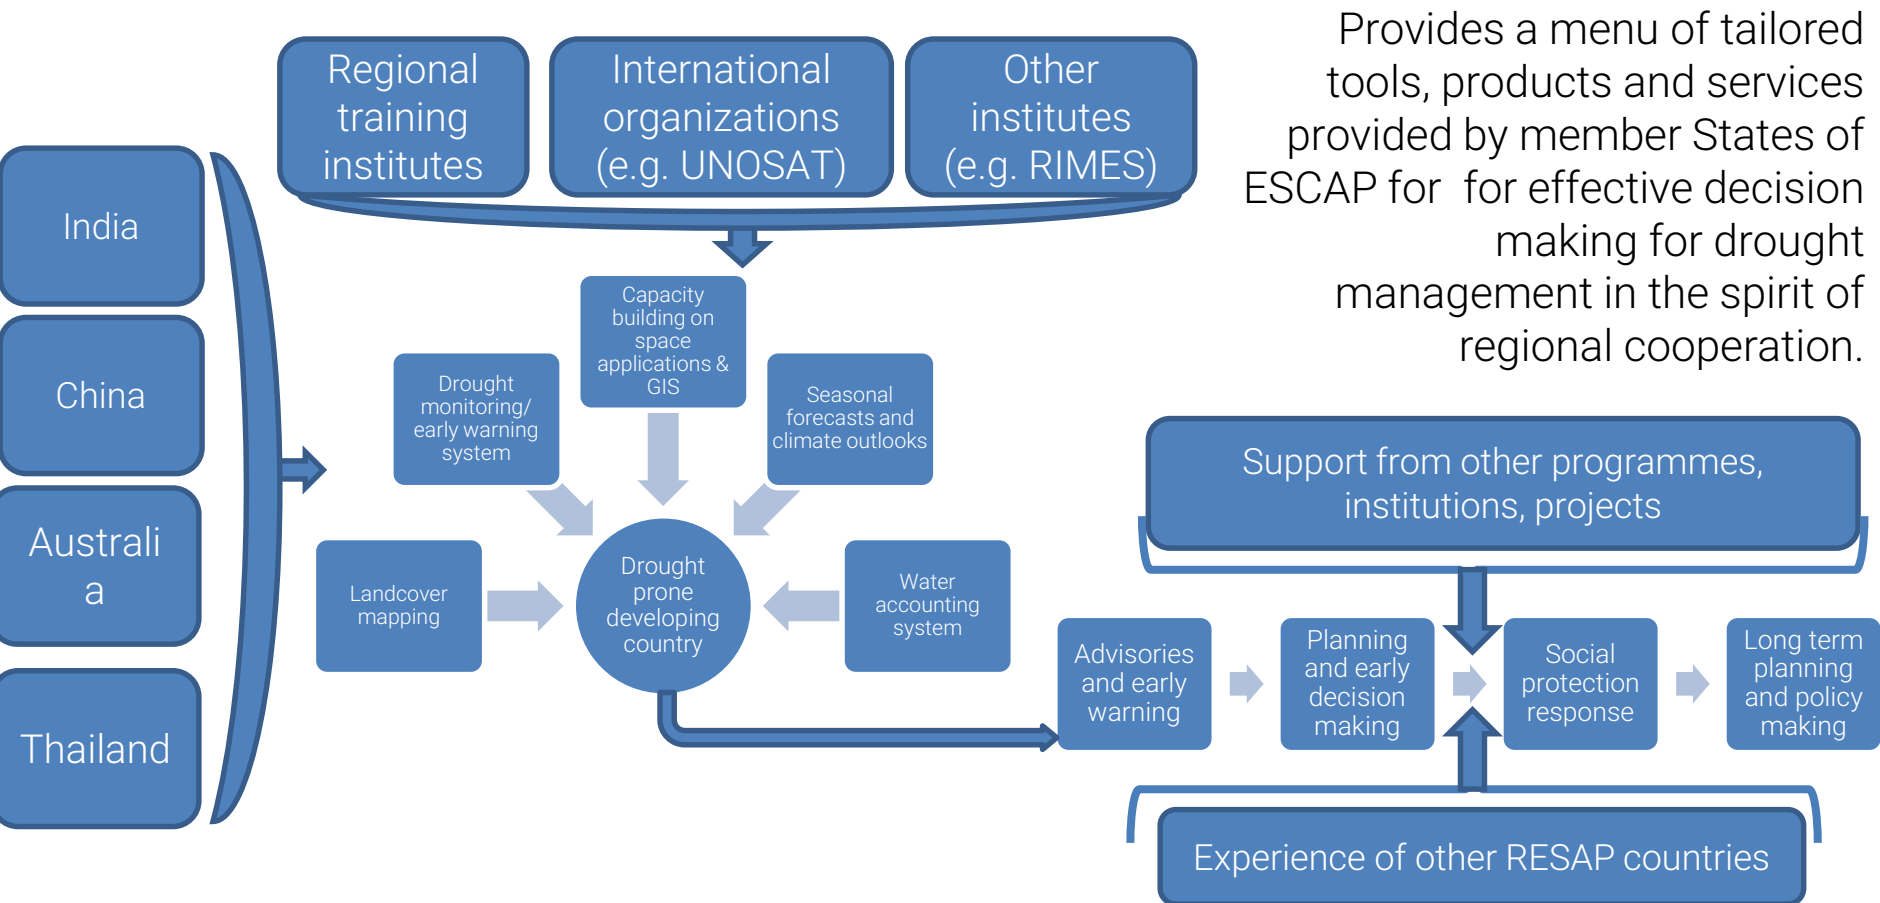 Regional
training
institutes
International
organizations
(e.g. UNOSAT)
Other
institutes
(e.g. RIMES)
Provides a menu of tailored
tools, products and services
provided by member States of
ESCAP for  for effective decision
making for drought
management in the spirit of
regional cooperation.
India
China
Australi
a
Thailand
Capacity
building on
space
applications &
GIS
Drought
monitoring/
early warning
system
Seasonal
forecasts and
climate outlooks
Landcover
mapping
Drought
prone
developing
country
Water
accounting
system
Support from other programmes,
institutions, projects
Advisories
and early
warning
Planning
and early
decision
making
Social
protection
response
Long term
planning
and policy
making
Experience of other RESAP countries